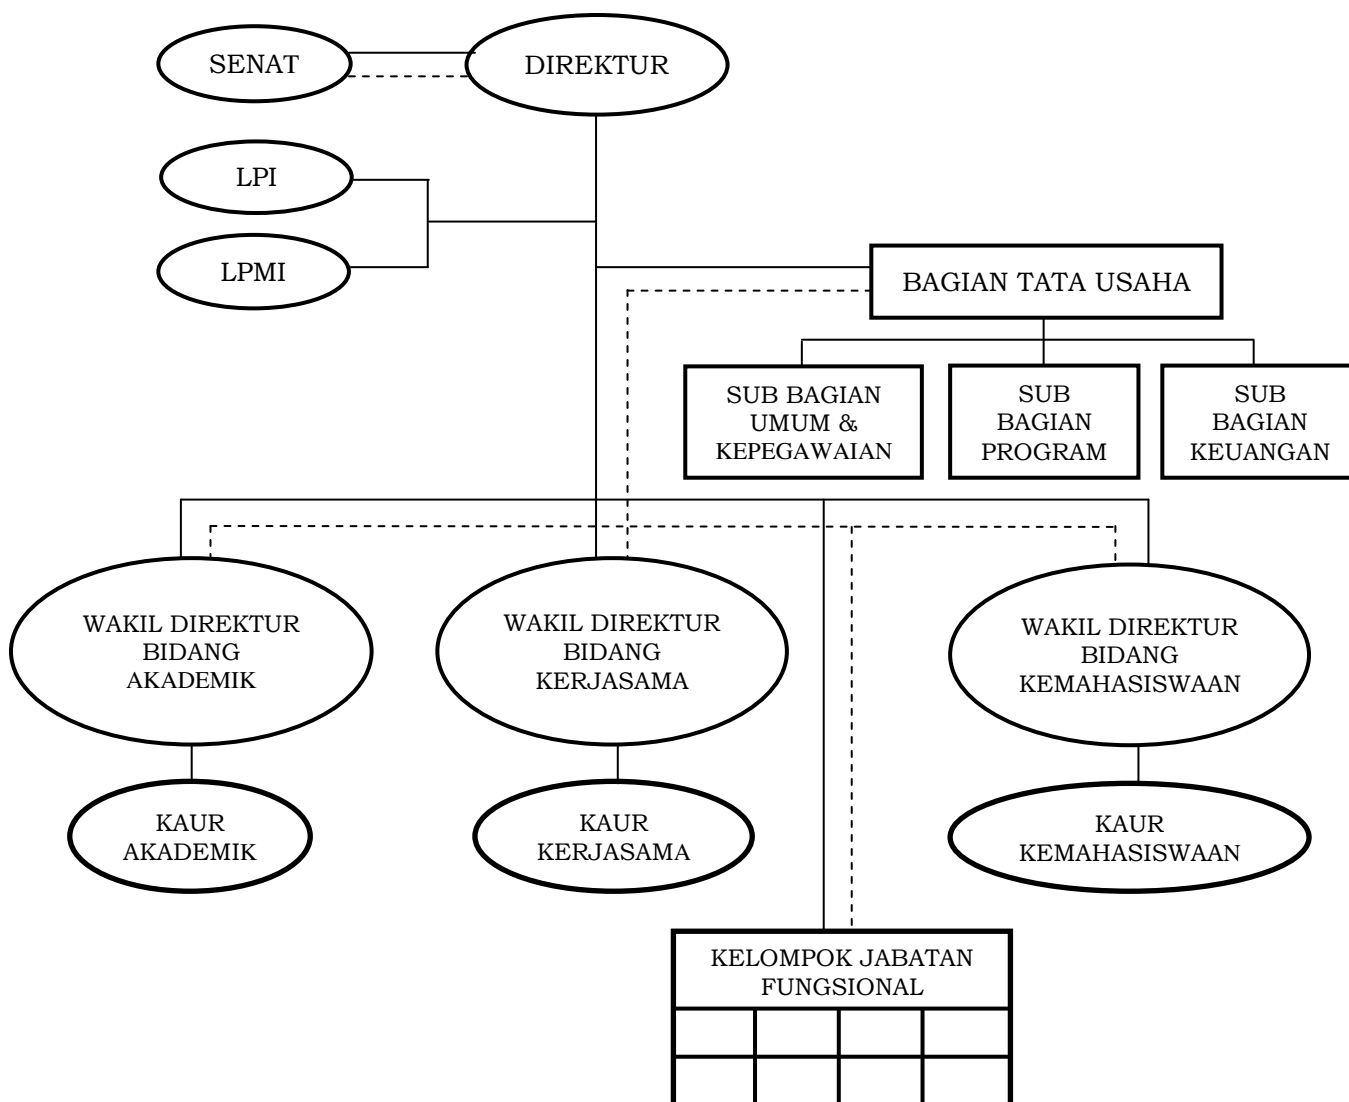 SENAT
DIREKTUR
LPI
LPMI
BAGIAN TATA USAHA
SUB BAGIAN
UMUM &
KEPEGAWAIAN
SUB
BAGIAN
PROGRAM
SUB
BAGIAN
KEUANGAN
WAKIL DIREKTUR
BIDANG
AKADEMIK
WAKIL DIREKTUR
BIDANG
KERJASAMA
WAKIL DIREKTUR
BIDANG
KEMAHASISWAAN
KAUR
AKADEMIK
KAUR
KERJASAMA
KAUR
KEMAHASISWAAN
KELOMPOK JABATAN
FUNGSIONAL